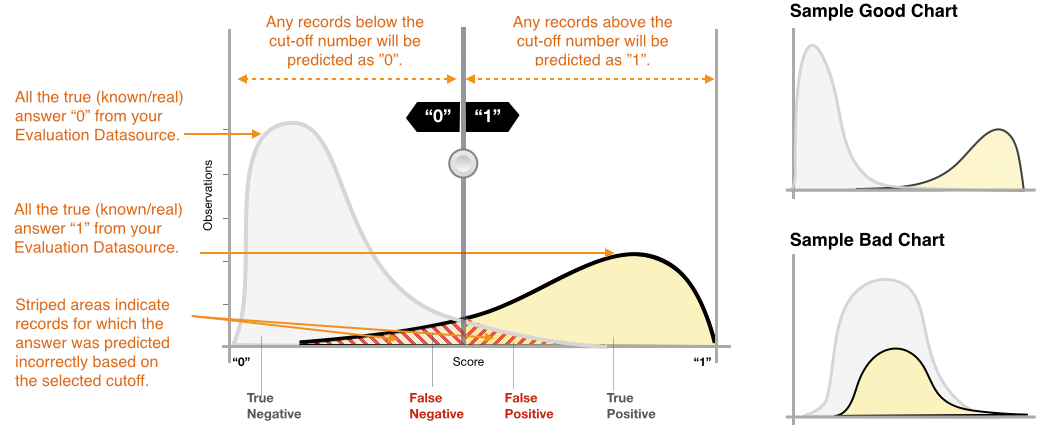 Any records below the
cut-off number will be
predicted as ”0”.
Any records above the
cut-off number will be
predicted as ”1”.
Sample Good Chart
All the true (known/real)
answer “0” from your
Evaluation Datasource.
“0”
“1”
Observations
All the true (known/real)
answer “1” from your
Evaluation Datasource.
Sample Bad Chart
Striped areas indicate
records for which the
answer was predicted
incorrectly based on
the selected cutoff.
“0”
Score
“1”
True
Negative
False
Negative
False
Positive
True
Positive